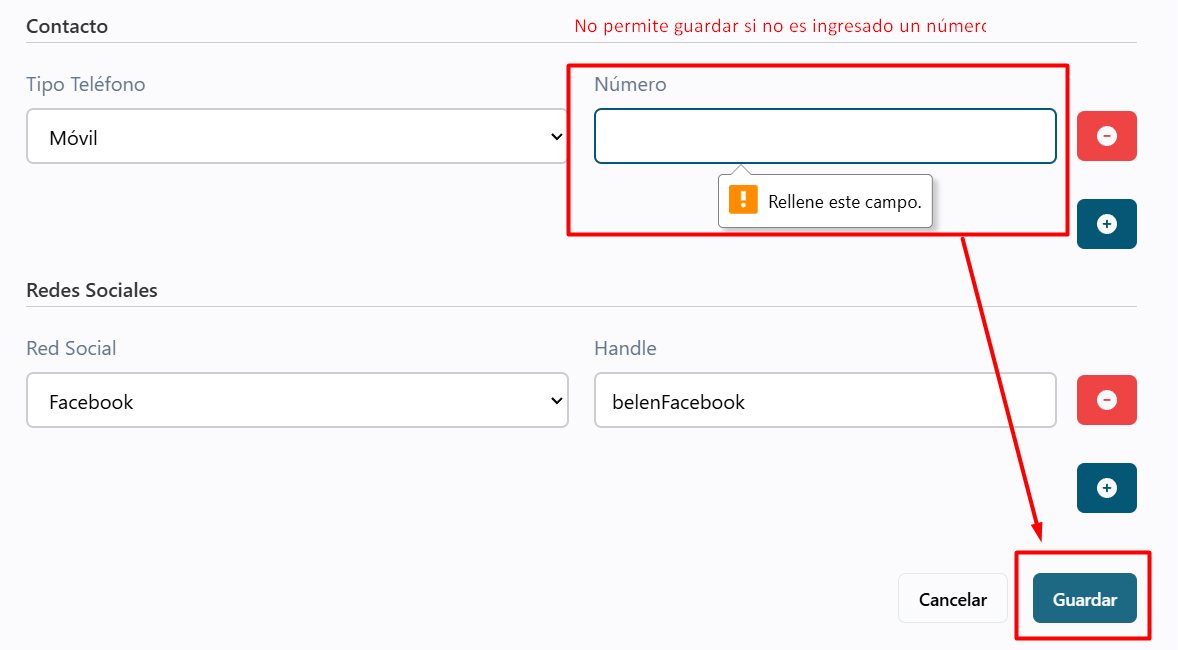 Contacto
No permite guardar si no es ingresado un número
Tipo Teléfono
Número
Móvil
Rellene este campo.
Redes Sociales
Red Social
Handle
Facebook
belenFacebook
Cancelar
Guardar